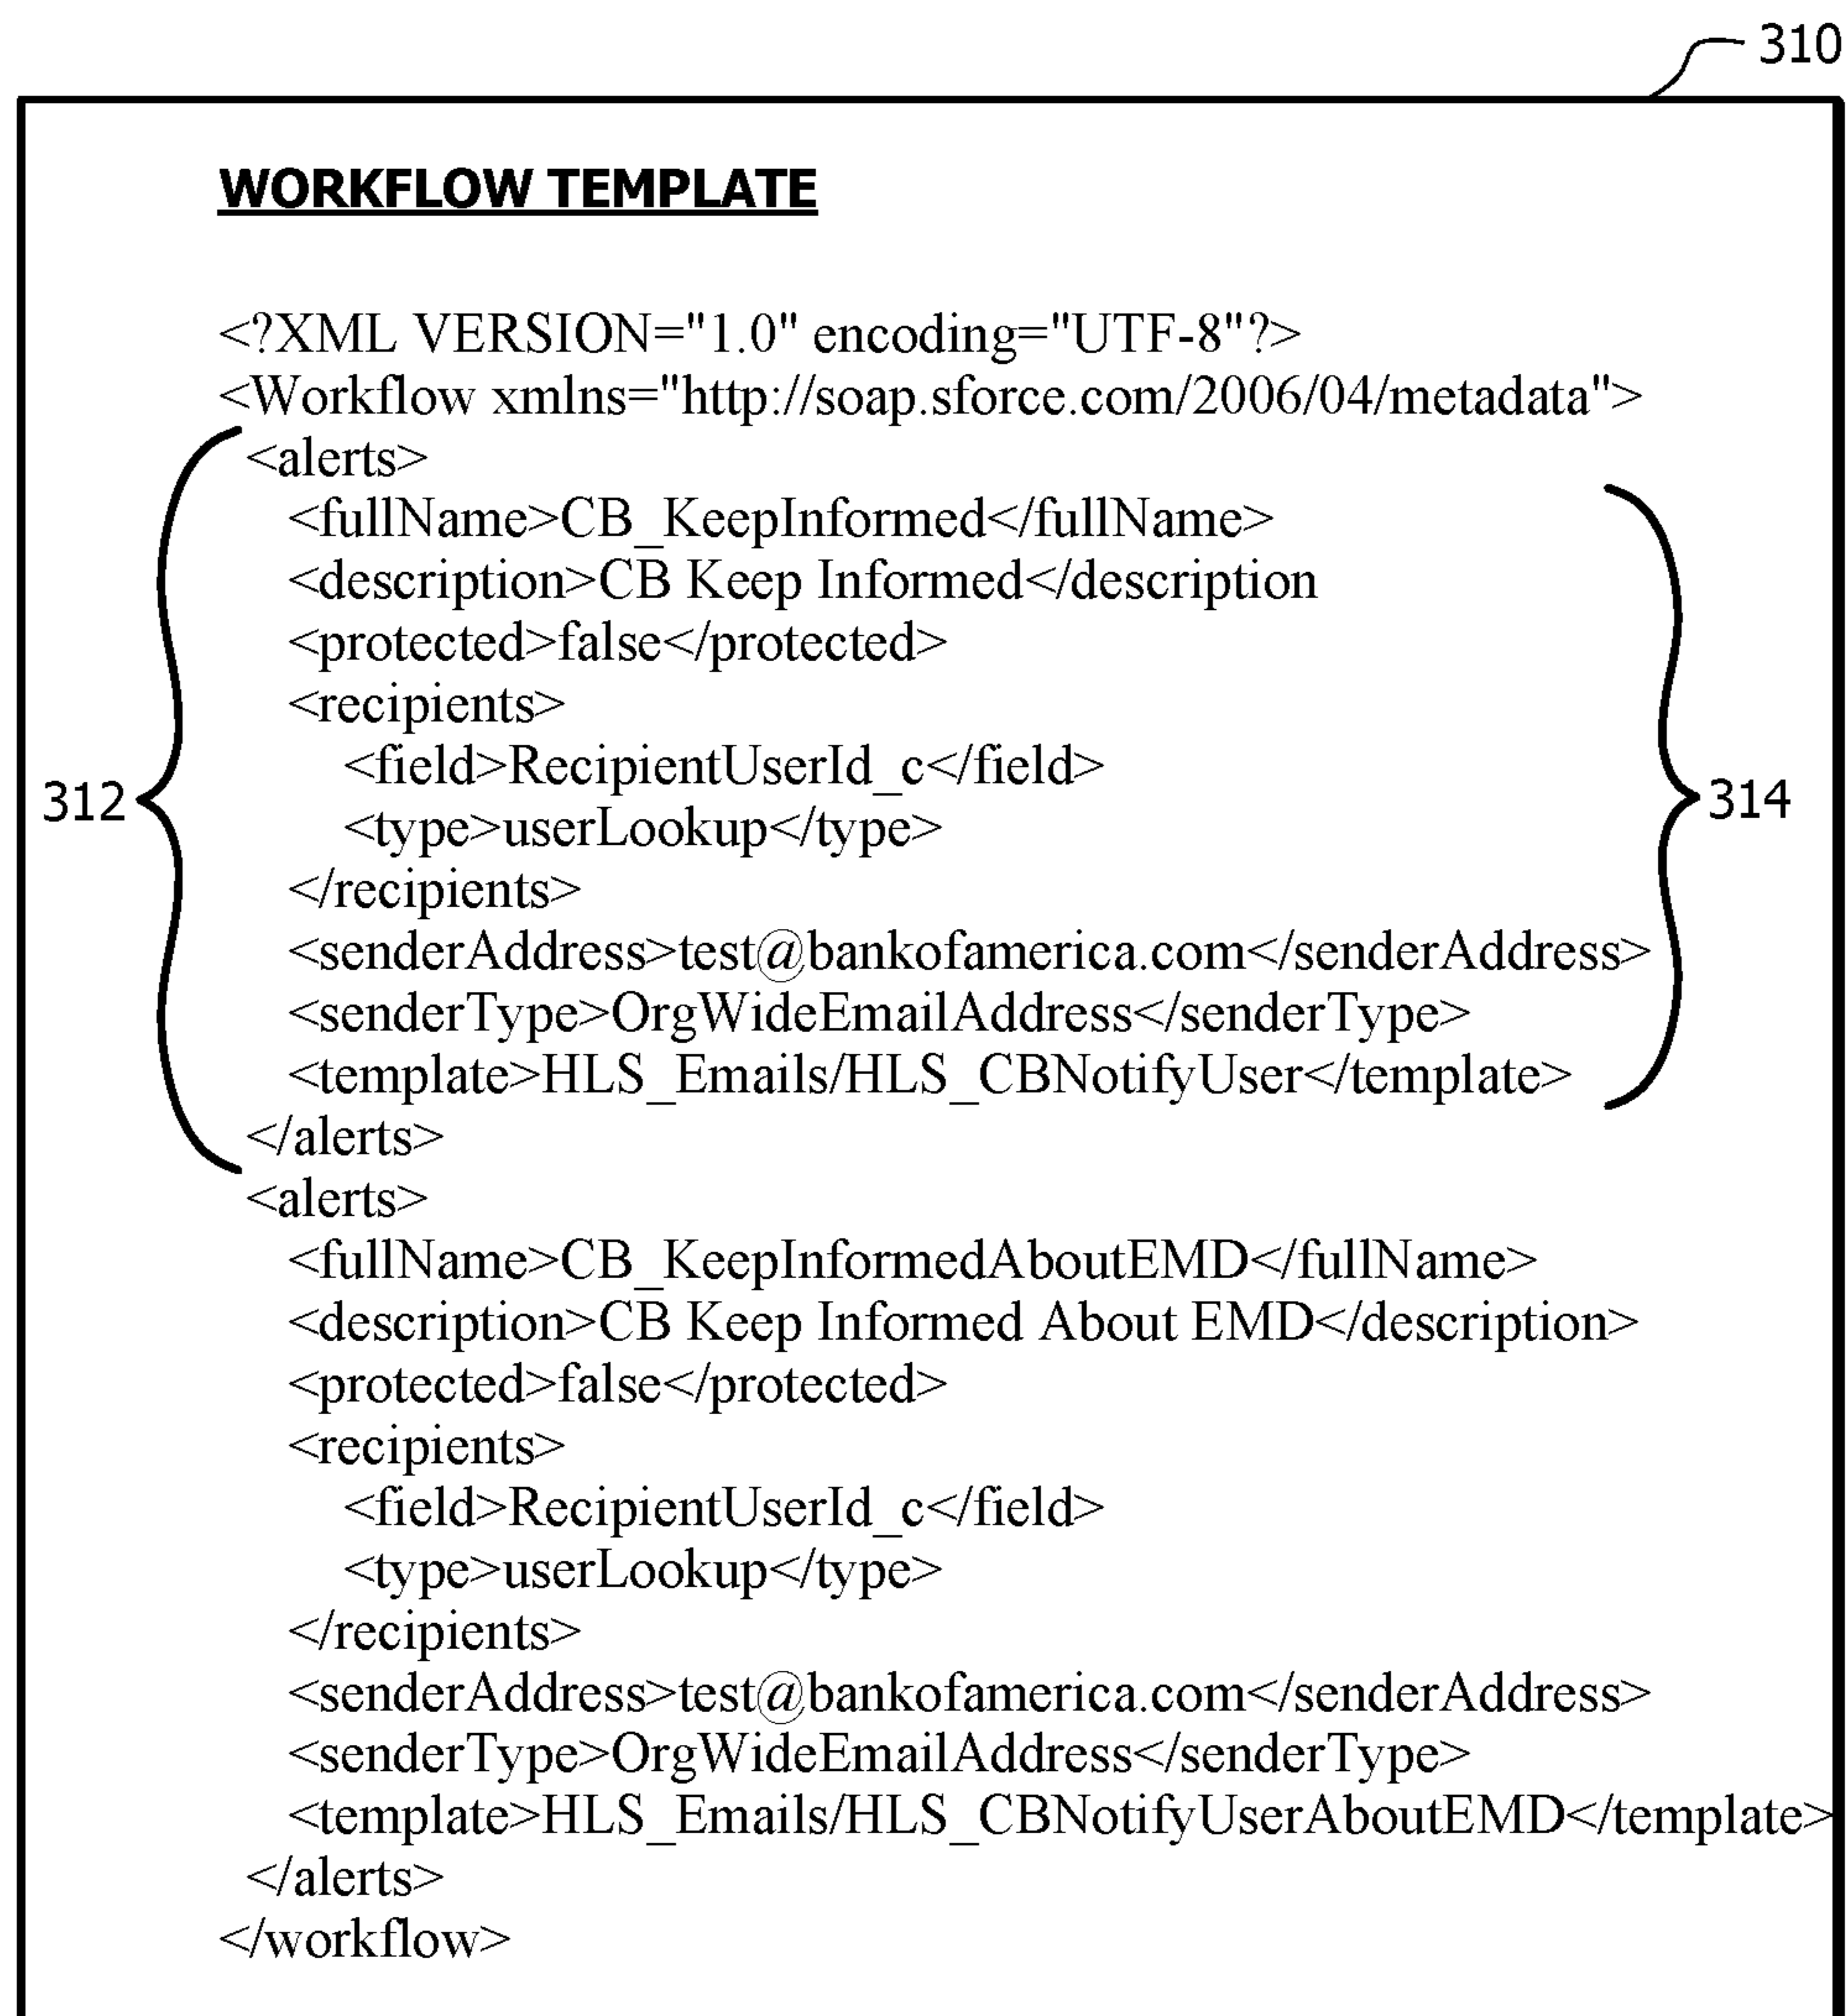 310
WORKFLOW TEMPLATE
<?XML VERSION="1.0" encoding="UTF-8"?>
<Workflow xmlns="http://soap.sforce.com/2006/04/metadata">
<alerts>
<fullName>CB_KeepInformed</fullName>
<description>CB Keep Informed</description
<protected>false</protected>
<recipients>
<field>RecipientUserId_c</field>
312
314
<type>userLookup</type>
</recipients>
<senderAddress>test@bankofamerica.com</senderAddress>
<senderType>OrgWideEmailAddress</senderType>
<template>HLS_Emails/HLS_CBNotifyUser</template>
</alerts>
<alerts>
<fullName>CB_KeepInformedAboutEMD</fullName>
<description>CB Keep Informed About EMD</description>
<protected>false</protected>
<recipients>
<field>RecipientUserId_c</field>
<type>userLookup</type>
</recipients>
<senderAddress>test@bankofamerica.com</senderAddress>
<senderType>OrgWideEmailAddress</senderType>
<template>HLS_Emails/HLS_CBNotifyUserAboutEMD</template>
</alerts>
</workflow>